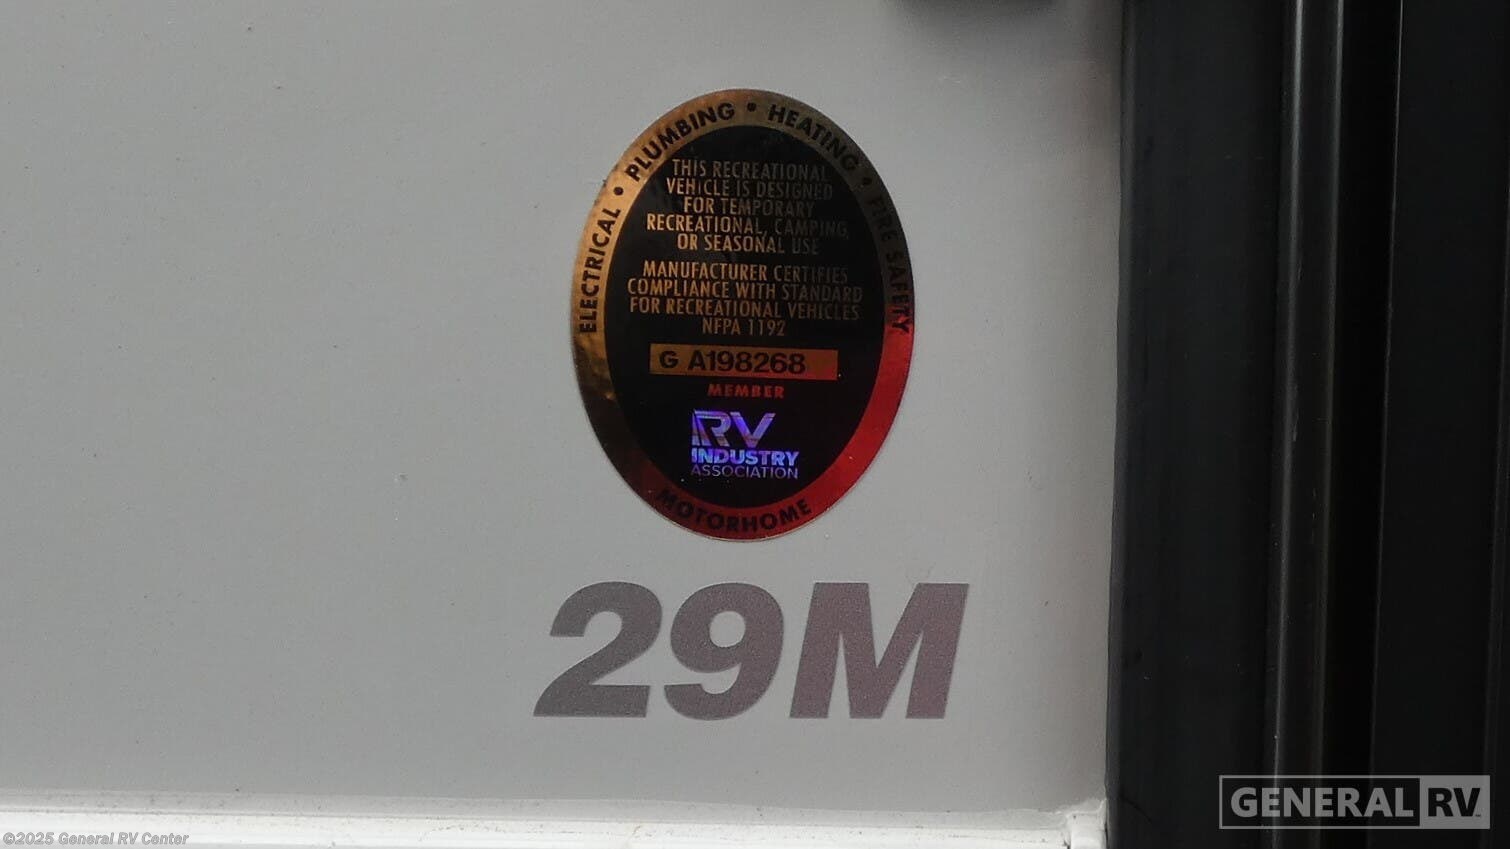 ELECTRICAL • PLUMBING • HEATING • FIRE SAFETY
THIS RECREATIONAL
VEHICLE IS DESIGNED
FOR TEMPORARY
RECREATIONAL, CAMPING,
OR SEASONAL USE
MANUFACTURER CERTIFIES
COMPLIANCE WITH STANDARD
FOR RECREATIONAL VEHICLES
NFPA 1192
G A198268
MEMBER
RV
INDUSTRY
ASSOCIATION
MOTORHOME
29M
GENERAL RV
©2025 General RV Center